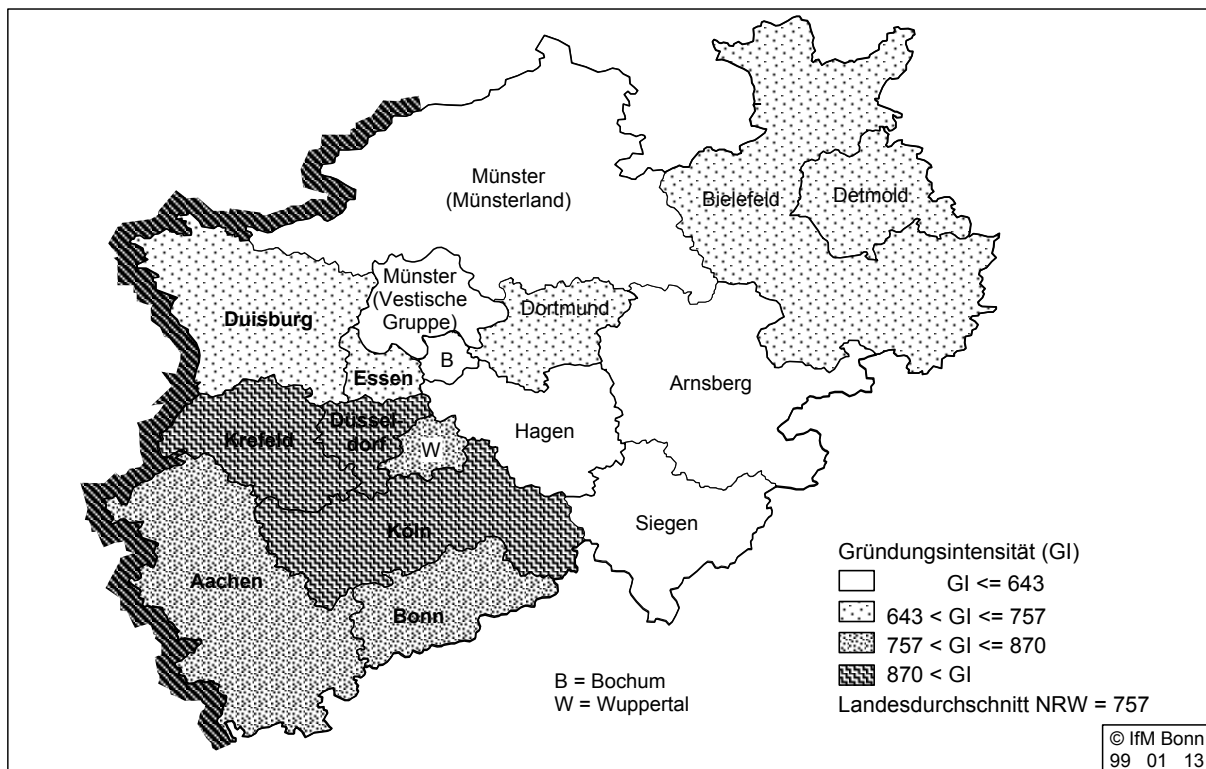 Münster
(Münsterland)
Bielefeld
Detmold
Münster
(Vestische
Gruppe)
Dortmund
Duisburg
B
Essen
Arnsberg
Krefeld
Düssel-
dorf
W
Hagen
Köln
Siegen
Aachen
Bonn
B = Bochum
W = Wuppertal
Gründungsintensität (GI)
GI <= 643
643 < GI <= 757
757 < GI <= 870
870 < GI
Landesdurchschnitt NRW = 757
© IfM Bonn
99 01 13